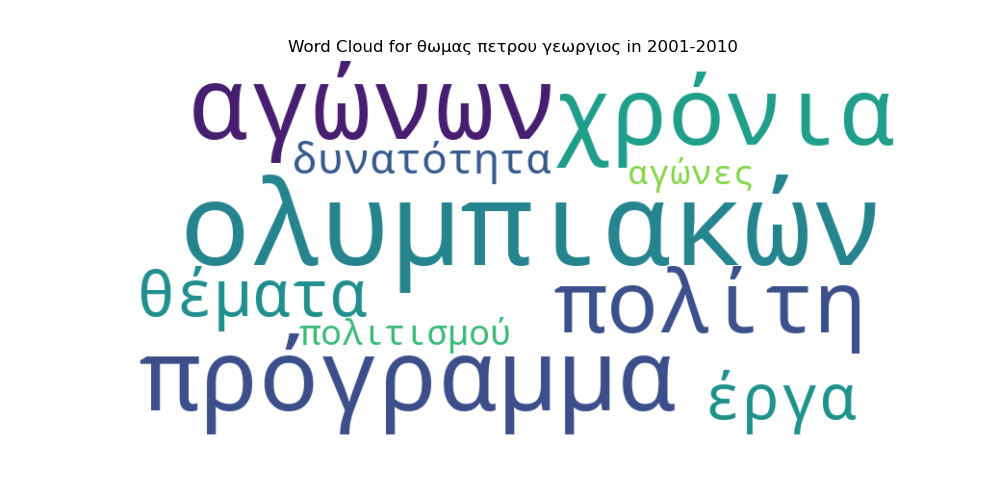 Word Cloud for θωμας πετρου γεωργιος in 2001-2010
αγώνων χρόνια
δυνατότητα αγώνες
ολυμπιακών
θέματα πολίτη
πολιτισμού
πρόγραμμα έργα